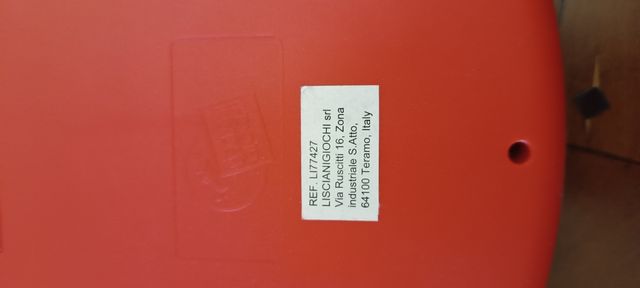 REF. LI77427
LISCIANIGIOCHI srl
Via Ruscitti 16, Zona
industriale S.Atto,
64100 Teramo, Italy